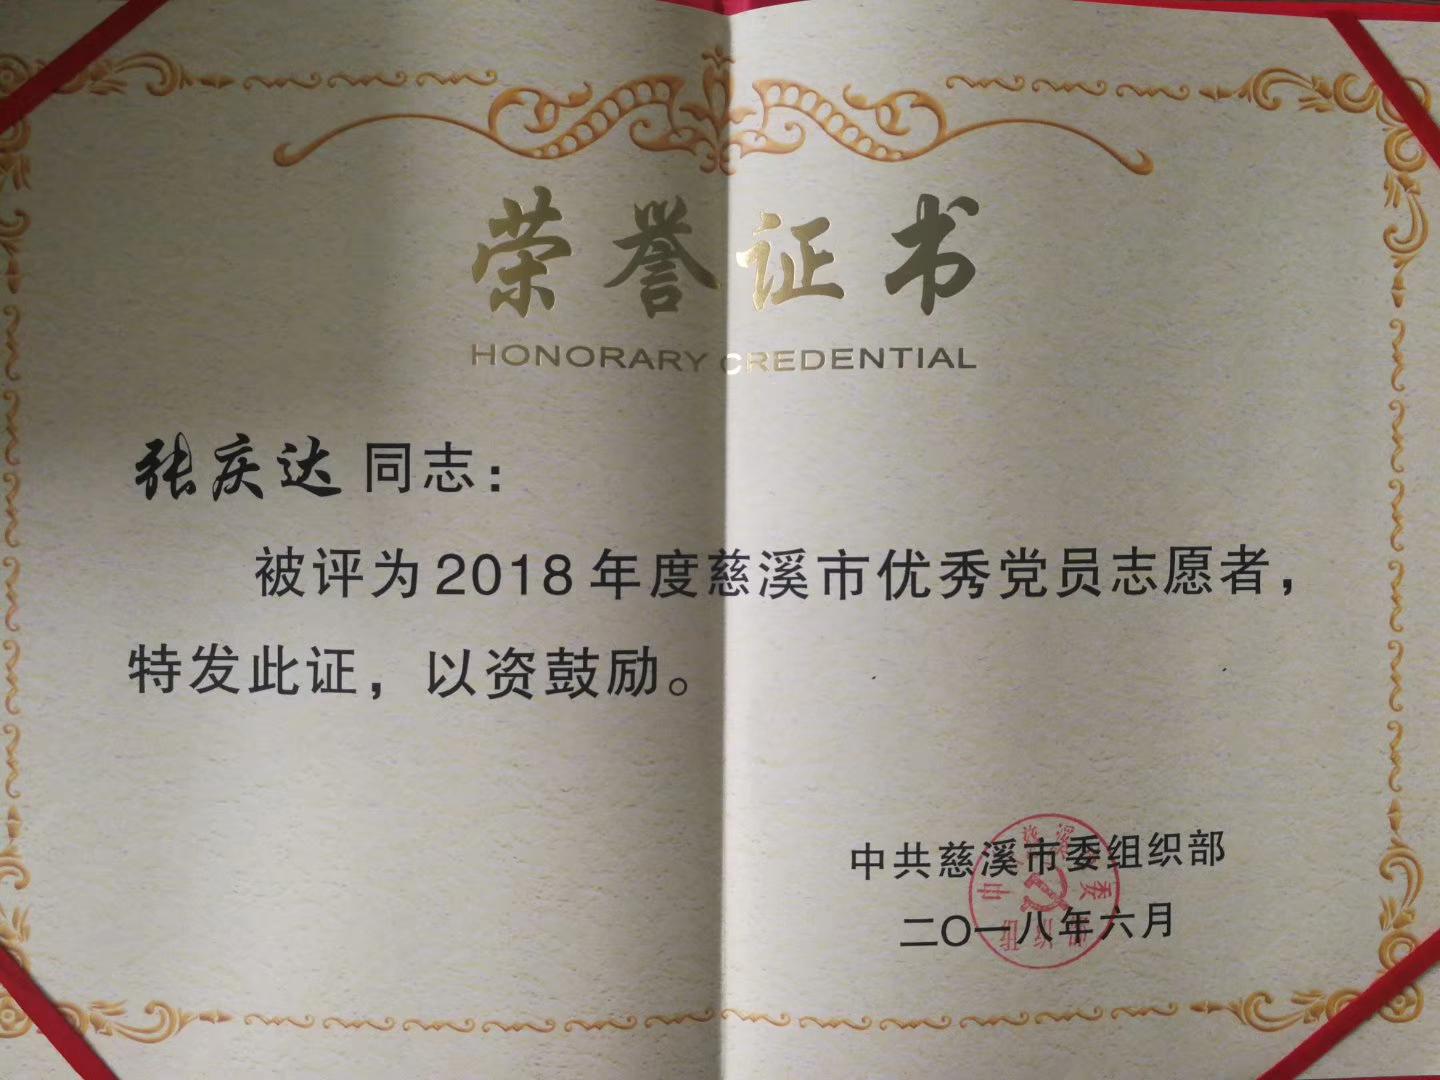 荣誉证书
HONORARY CREDENTIAL
张庆达 同志：
被评为2018年度慈溪市优秀党员志愿者，
特发此证，以资鼓励。
中共慈溪市委组织部
二〇一八年六月